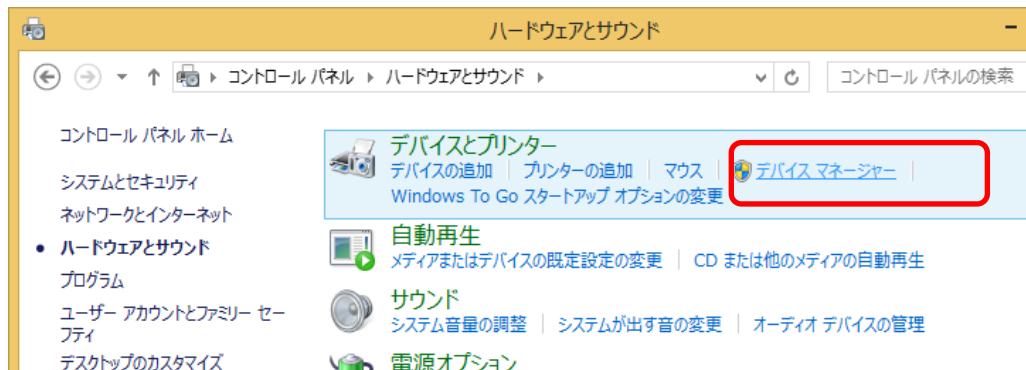 ハードウェアとサウンド
コントロール パネル ハードウェアとサウンド コントロール パネルの検索
コントロール パネル ホーム
システムとセキュリティ
ネットワークとインターネット
ハードウェアとサウンド
プログラム
ユーザー アカウントとファミリー セー
フティ
デスクトップのカスタマイズ
デバイスとプリンター
デバイスの追加 プリンターの追加 マウス デバイス マネージャー
Windows To Go スタートアップ オプションの変更
自動再生
メディアまたはデバイスの既定設定の変更 CD または他のメディアの自動再生
サウンド
システム音量の調整 システムが出す音の変更 オーディオ デバイスの管理
電源オプション